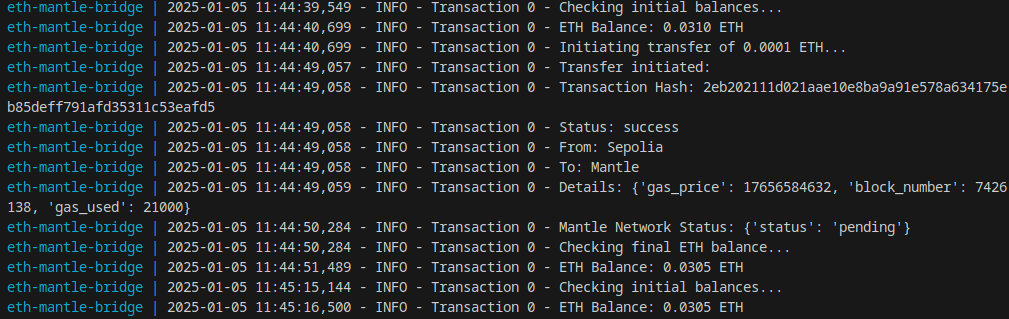 eth-mantle-bridge | 2025-01-05 11:44:39,549 - INFO - Transaction 0 - Checking initial balances...
eth-mantle-bridge | 2025-01-05 11:44:40,699 - INFO - Transaction 0 - ETH Balance: 0.0310 ETH
eth-mantle-bridge | 2025-01-05 11:44:40,699 - INFO - Transaction 0 - Initiating transfer of 0.0001 ETH...
eth-mantle-bridge | 2025-01-05 11:44:49,057 - INFO - Transaction 0 - Transfer initiated:
eth-mantle-bridge | 2025-01-05 11:44:49,058 - INFO - Transaction 0 - Transaction Hash: 2eb202111d021aae10e8ba9a91e578a634175e
b85deff791afd35311c53eafd5
eth-mantle-bridge | 2025-01-05 11:44:49,058 - INFO - Transaction 0 - Status: success
eth-mantle-bridge | 2025-01-05 11:44:49,058 - INFO - Transaction 0 - From: Sepolia
eth-mantle-bridge | 2025-01-05 11:44:49,058 - INFO - Transaction 0 - To: Mantle
eth-mantle-bridge | 2025-01-05 11:44:49,059 - INFO - Transaction 0 - Details: {'gas_price': 17656584632, 'block_number': 7426
138, 'gas_used': 21000}
eth-mantle-bridge | 2025-01-05 11:44:50,284 - INFO - Transaction 0 - Mantle Network Status: {'status': 'pending'}
eth-mantle-bridge | 2025-01-05 11:44:50,284 - INFO - Transaction 0 - Checking final ETH balance...
eth-mantle-bridge | 2025-01-05 11:44:51,489 - INFO - Transaction 0 - ETH Balance: 0.0305 ETH
eth-mantle-bridge | 2025-01-05 11:45:15,144 - INFO - Transaction 0 - Checking initial balances...
eth-mantle-bridge | 2025-01-05 11:45:16,500 - INFO - Transaction 0 - ETH Balance: 0.0305 ETH